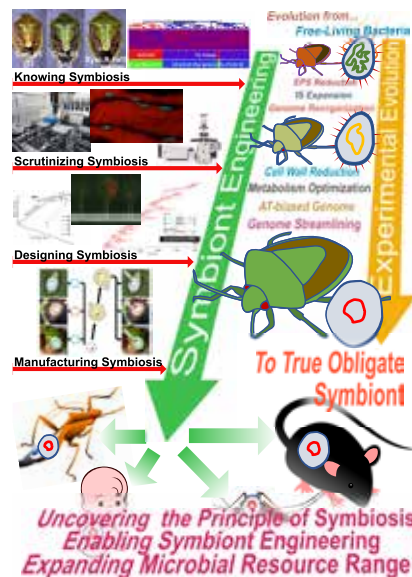 Evolution from...
Free-Living Bacteria
Knowing Symbiosis
EPS Reduction
IS Expansion
Genome Reorganization
Scrutinizing Symbiosis
Symbiont Engineering
Experimental Evolution
Cell Wall Reduction
Metabolism Optimization
AT-biased Genome
Genome Streamlining
Designing Symbiosis
Manufacturing Symbiosis
To True Obligate
Symbiont
Uncovering the Principle of Symbiosis
Enabling Symbiont Engineering
Expanding Microbial Resource Range